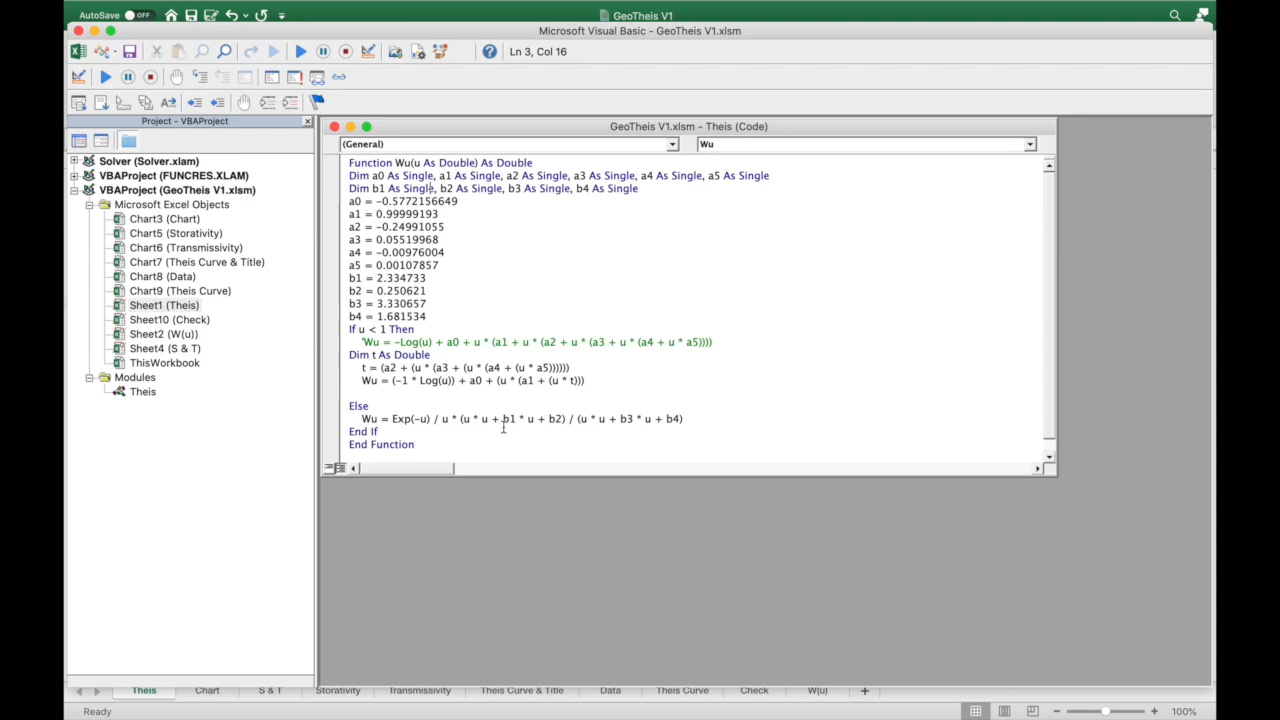 AutoSave OFF
GeoTheis V1
Microsoft Visual Basic - GeoTheis V1.xlsm
Ln 3, Col 16
Project - VBAProject
Solver (Solver.xlam)
VBAProject (FUNCRES.XLAM)
VBAProject (GeoTheis V1.xlsm)
Microsoft Excel Objects
Chart3 (Chart)
Chart5 (Storativity)
Chart6 (Transmissivity)
Chart7 (Theis Curve & Title)
Chart8 (Data)
Chart9 (Theis Curve)
Sheet1 (Theis)
Sheet10 (Check)
Sheet2 (W(u))
Sheet4 (S & T)
ThisWorkbook
Modules
Theis
GeoTheis V1.xlsm - Theis (Code)
(General) Wu
Function Wu(u As Double) As Double
Dim a0 As Single, a1 As Single, a2 As Single, a3 As Single, a4 As Single, a5 As Single
Dim b1 As Single, b2 As Single, b3 As Single, b4 As Single
a0 = -0.5772156649
a1 = 0.99999193
a2 = -0.24991055
a3 = 0.05519968
a4 = -0.00976004
a5 = 0.00107857
b1 = 2.334733
b2 = 0.250621
b3 = 3.330657
b4 = 1.681534
If u < 1 Then
'Wu = -Log(u) + a0 + u * (a1 + u * (a2 + u * (a3 + u * (a4 + u * a5))))
Dim t As Double
t = (a2 + (u * (a3 + (u * (a4 + (u * a5))))))
Wu = (-1 * Log(u)) + a0 + (u * (a1 + (u * t)))
Else
Wu = Exp(-u) / u * (u * u + b1 * u + b2) / (u * u + b3 * u + b4)
End If
End Function
Theis Chart S & T Storativity Transmissivity Theis Curve & Title Data Theis Curve Check W(u) +
Ready
100%